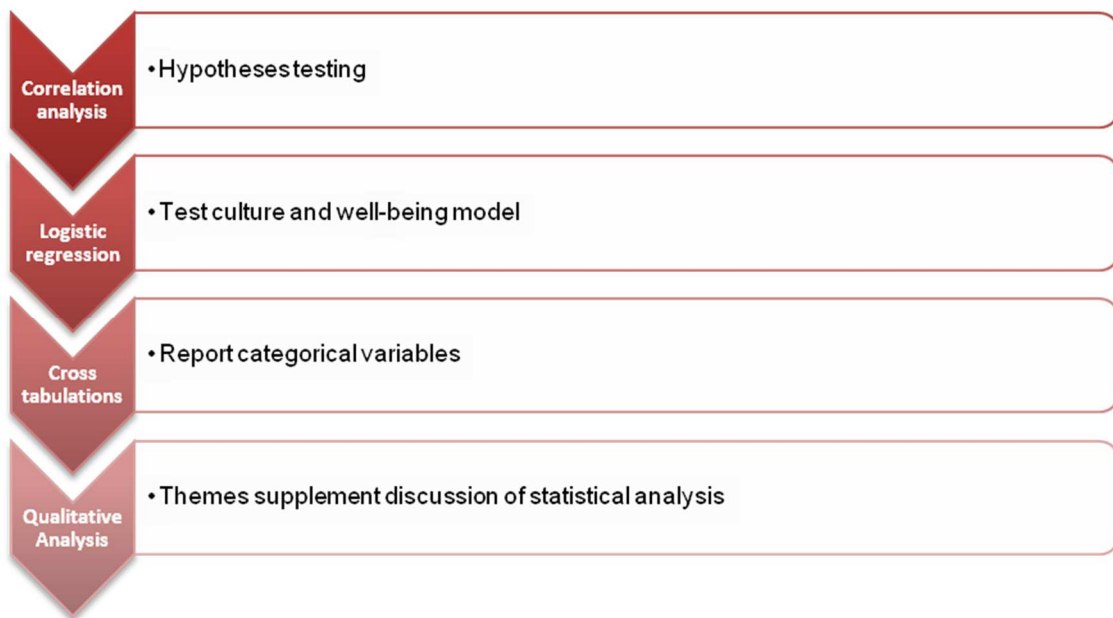 Correlation
analysis
• Hypotheses testing
Logistic
regression
• Test culture and well-being model
Cross
tabulations
• Report categorical variables
Qualitative
Analysis
• Themes supplement discussion of statistical analysis